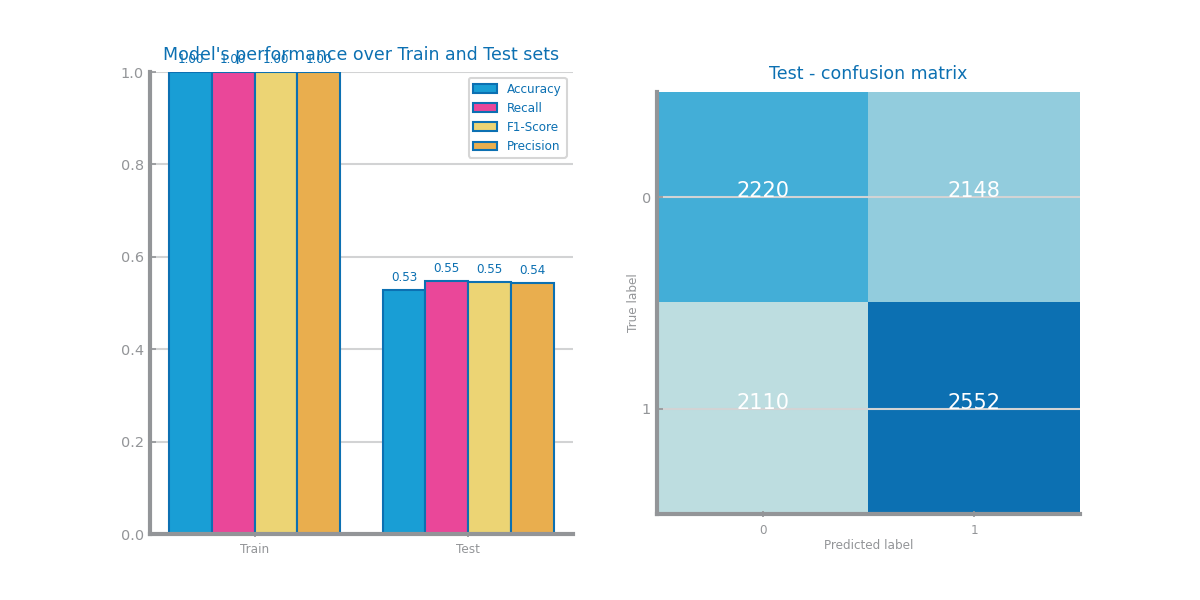 Model's performance over Train and Test sets
1.00 1.00 1.00 1.00
1.0
Accuracy
Recall
F1-Score
Precision
0.8
0.6
0.53 0.55 0.55 0.54
0.4
0.2
0.0
Train Test
Test - confusion matrix
2220 2148
0
True label
2110 2552
1
0 1
Predicted label